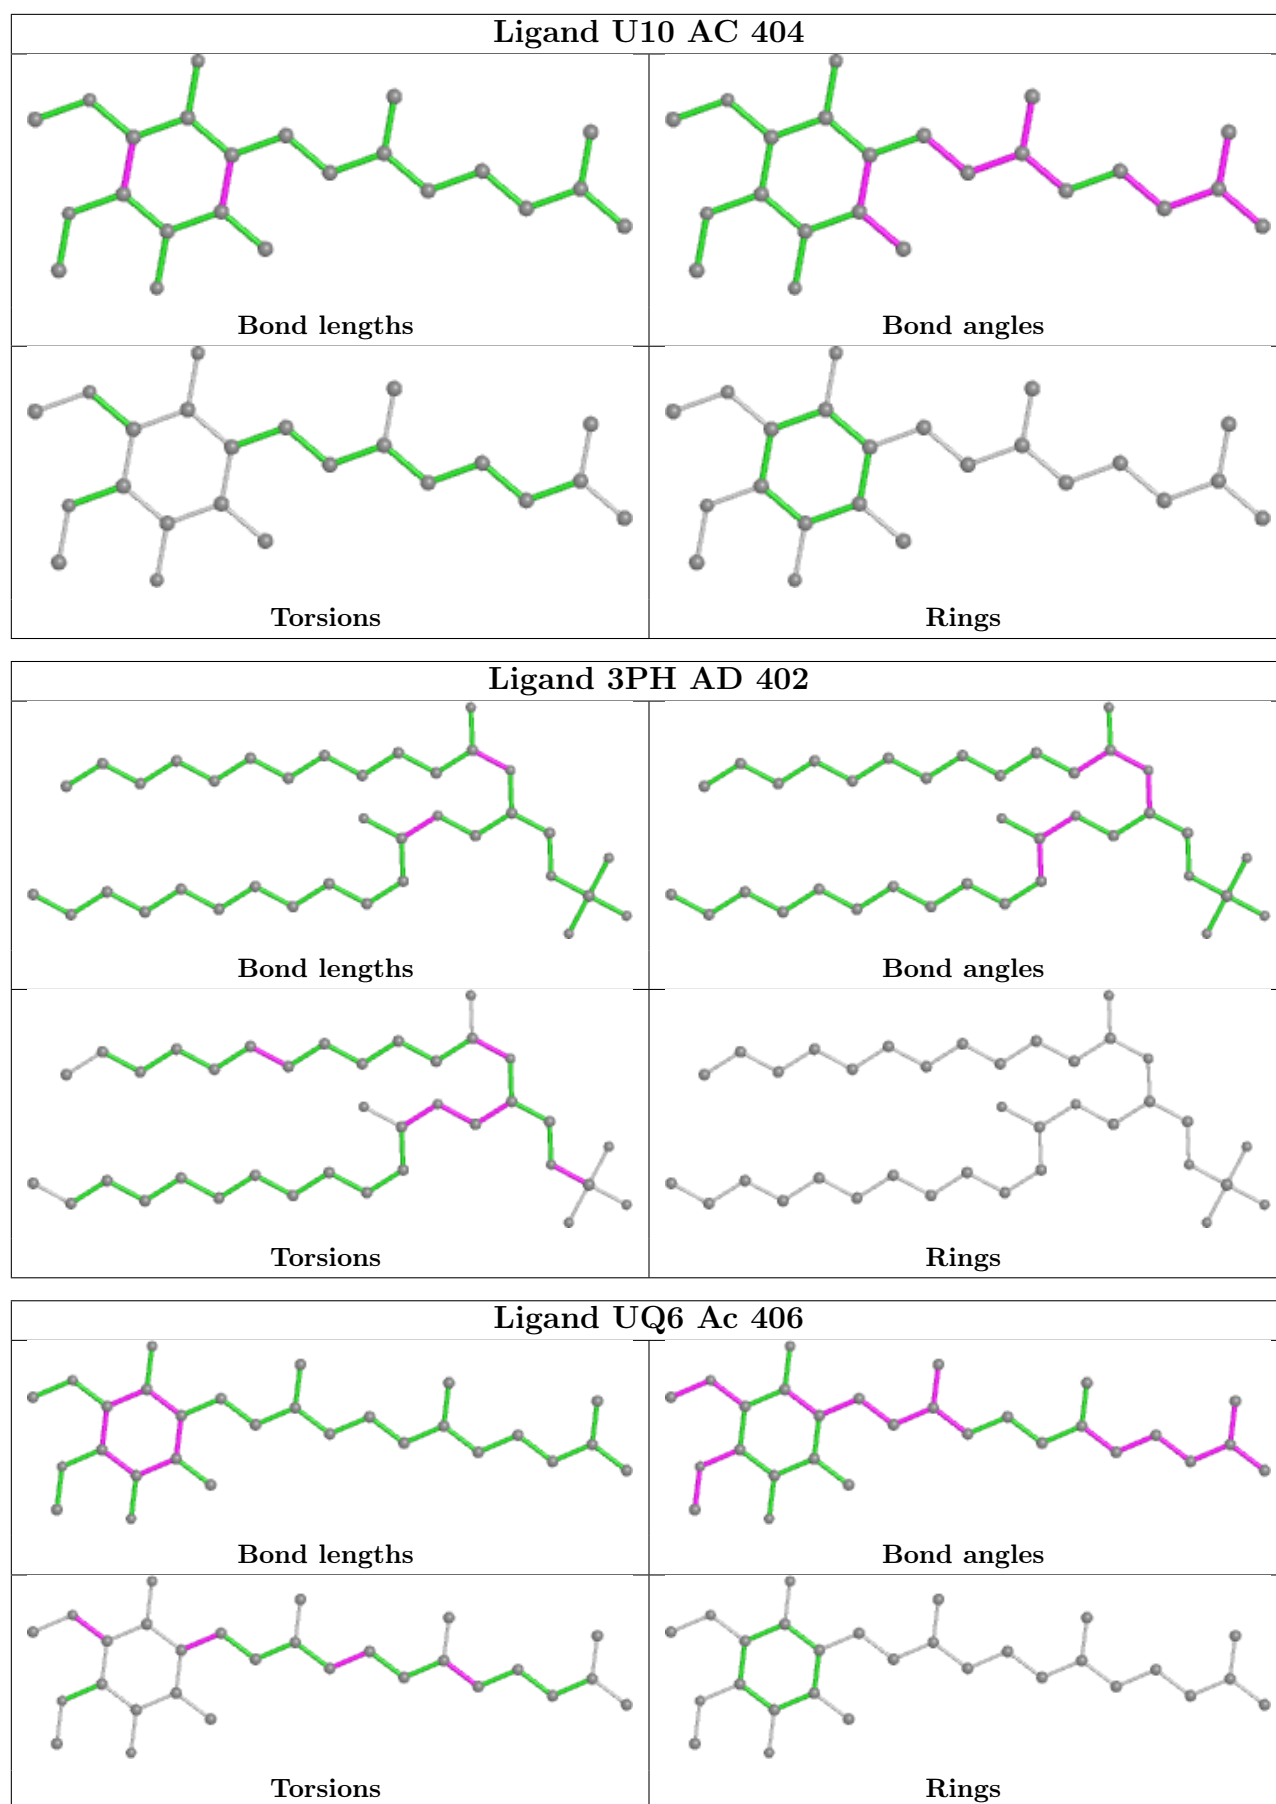 Ligand U10 AC 404
Bond lengths
Bond angles
Torsions
Rings
Ligand 3PH AD 402
Bond lengths
Bond angles
Torsions
Rings
Ligand UQ6 Ac 406
Bond lengths
Bond angles
Torsions
Rings